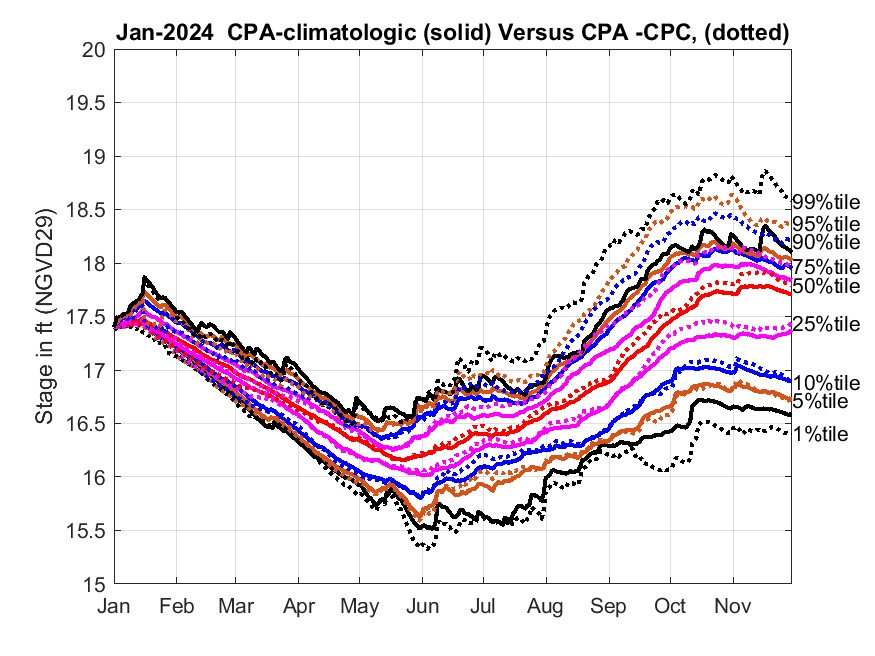 Jan-2024  CPA-climatologic (solid) Versus CPA -CPC, (dotted)
20
19.5
19
18.5
18
17.5
17
16.5
16
15.5
15
Stage in ft (NGVD29)
99%tile
95%tile
90%tile
75%tile
50%tile
25%tile
10%tile
5%tile
1%tile
Jan Feb Mar Apr May Jun Jul Aug Sep Oct Nov